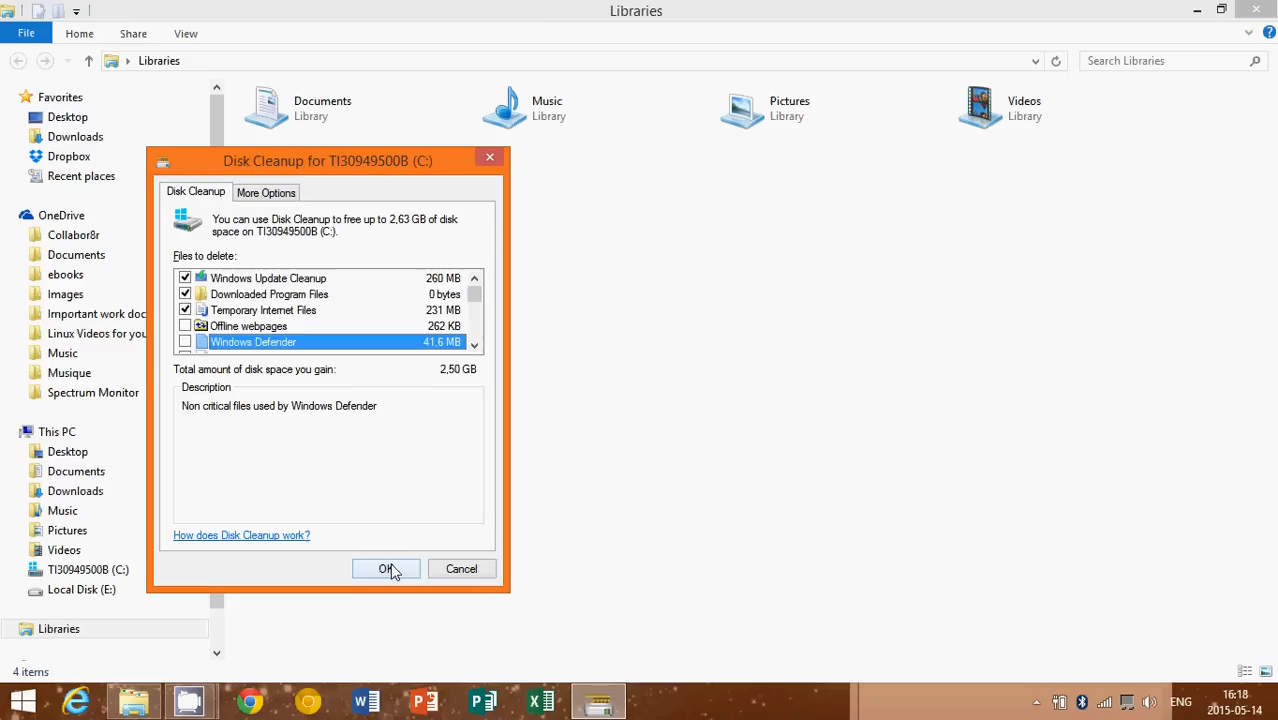 Libraries
File
Home
Share
View
Libraries
Search Libraries
Favorites
Desktop
Downloads
Dropbox
Recent places
OneDrive
Collabor8r
Documents
ebooks
Images
Important work doc
Linux Videos for you
Music
Musique
Spectrum Monitor
This PC
Desktop
Documents
Downloads
Music
Pictures
Videos
TI30949500B (C:)
Local Disk (E:)
Libraries
4 items
Documents
Library
Music
Library
Pictures
Library
Videos
Library
Disk Cleanup for TI30949500B (C:)
Disk Cleanup
More Options
You can use Disk Cleanup to free up to 2,63 GB of disk
space on TI30949500B (C:).
Files to delete:
Windows Update Cleanup 260 MB
Downloaded Program Files 0 bytes
Temporary Internet Files 231 MB
Offline webpages 262 KB
Windows Defender 41,6 MB
Total amount of disk space you gain: 2,50 GB
Description
Non critical files used by Windows Defender
How does Disk Cleanup work?
OK
Cancel
ENG
16:18
2015-05-14